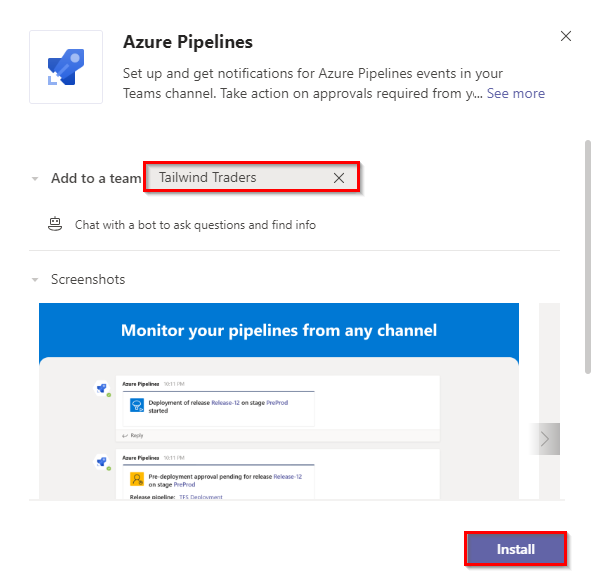 Azure Pipelines
Set up and get notifications for Azure Pipelines events in your
Teams channel. Take action on approvals required from y... See more
Add to a team Tailwind Traders
Chat with a bot to ask questions and find info
Screenshots
Monitor your pipelines from any channel
Azure Pipelines 10:11 PM
Deployment of release Release-12 on stage PreProd
started
Reply
Azure Pipelines 10:11 PM
Pre-deployment approval pending for release Release-12
on stage PreProd
Release pipeline: TFS Deployment
Install